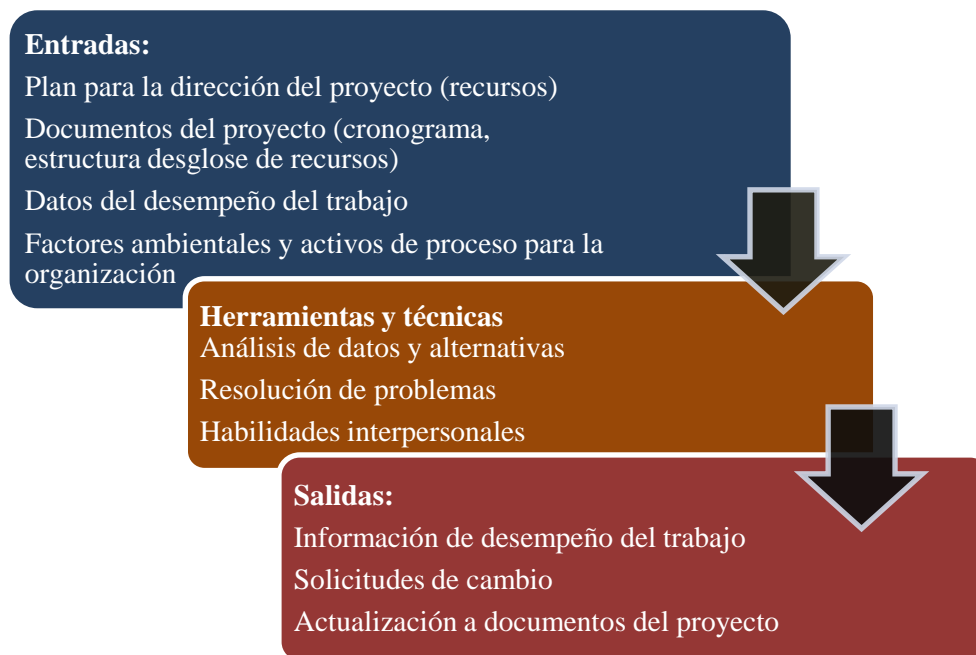 Entradas:
Plan para la dirección del proyecto (recursos)
Documentos del proyecto (cronograma,
estructura desglose de recursos)
Datos del desempeño del trabajo
Factores ambientales y activos de proceso para la
organización
Herramientas y técnicas
Análisis de datos y alternativas
Resolución de problemas
Habilidades interpersonales
Salidas:
Información de desempeño del trabajo
Solicitudes de cambio
Actualización a documentos del proyecto